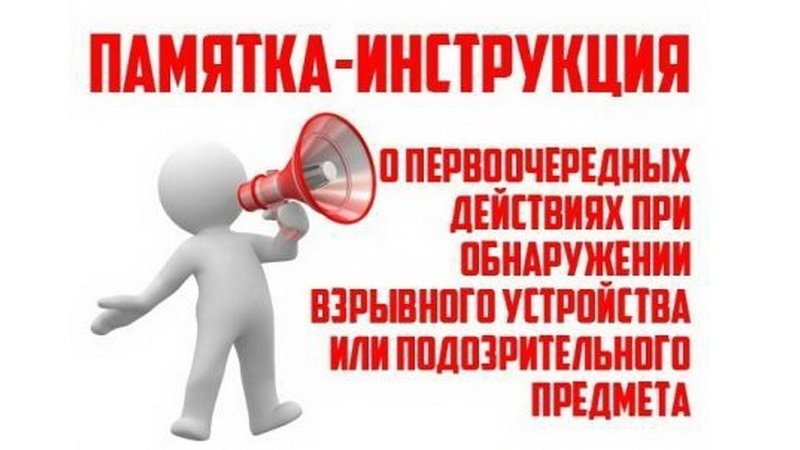 ПАМЯТКА-ИНСТРУКЦИЯ
О ПЕРВООЧЕРЕДНЫХ
ДЕЙСТВИЯХ ПРИ
ОБНАРУЖЕНИИ
ВЗРЫВНОГО УСТРОЙСТВА
ИЛИ ПОДОЗРИТЕЛЬНОГО
ПРЕДМЕТА